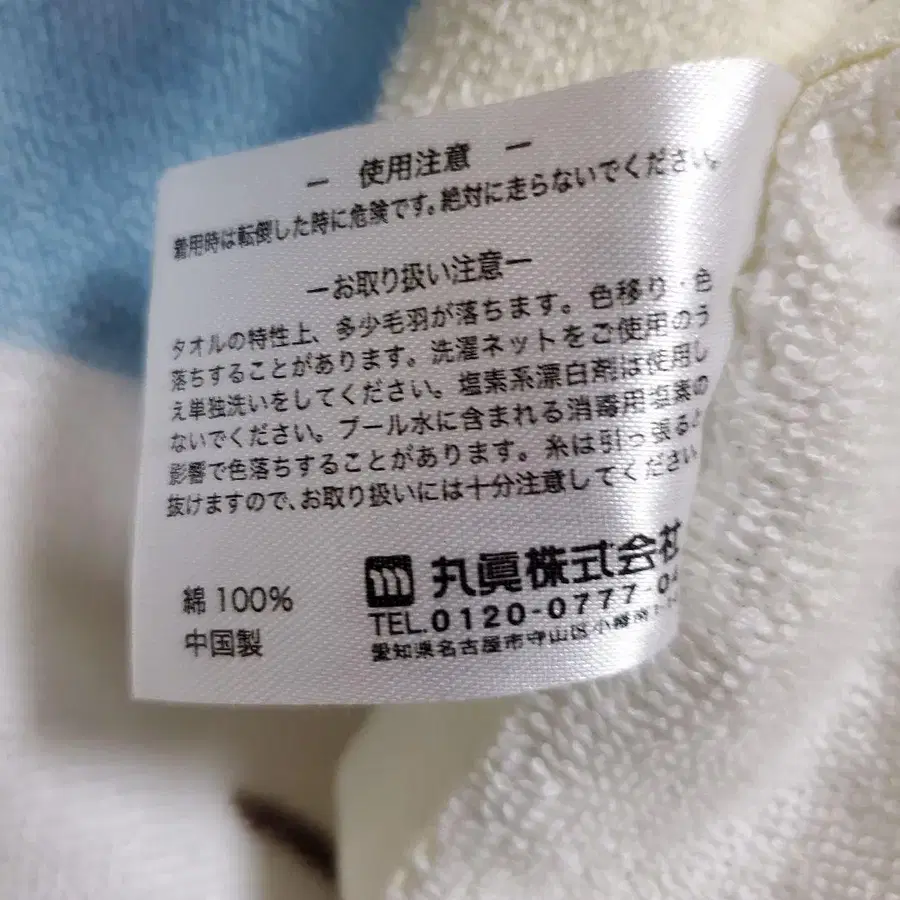 ー 使用注意 ー
着用時は転倒した時に危険です。絶対に走らないでください。
ーお取り扱い注意ー
タオルの特性上、多少毛羽が落ちます。色移り・色
落ちすることがあります。洗濯ネットをご使用のう
え単独洗いをしてください。塩素系漂白剤は使用し
ないでください。プール水に含まれる消毒用塩素の
影響で色落ちすることがあります。糸は引っ張ると
抜けますので、お取り扱いには十分注意してください。
綿 100%
中国製
丸眞株式会社
TEL.0120-0777-04
愛知県名古屋市守山区小幡南1-